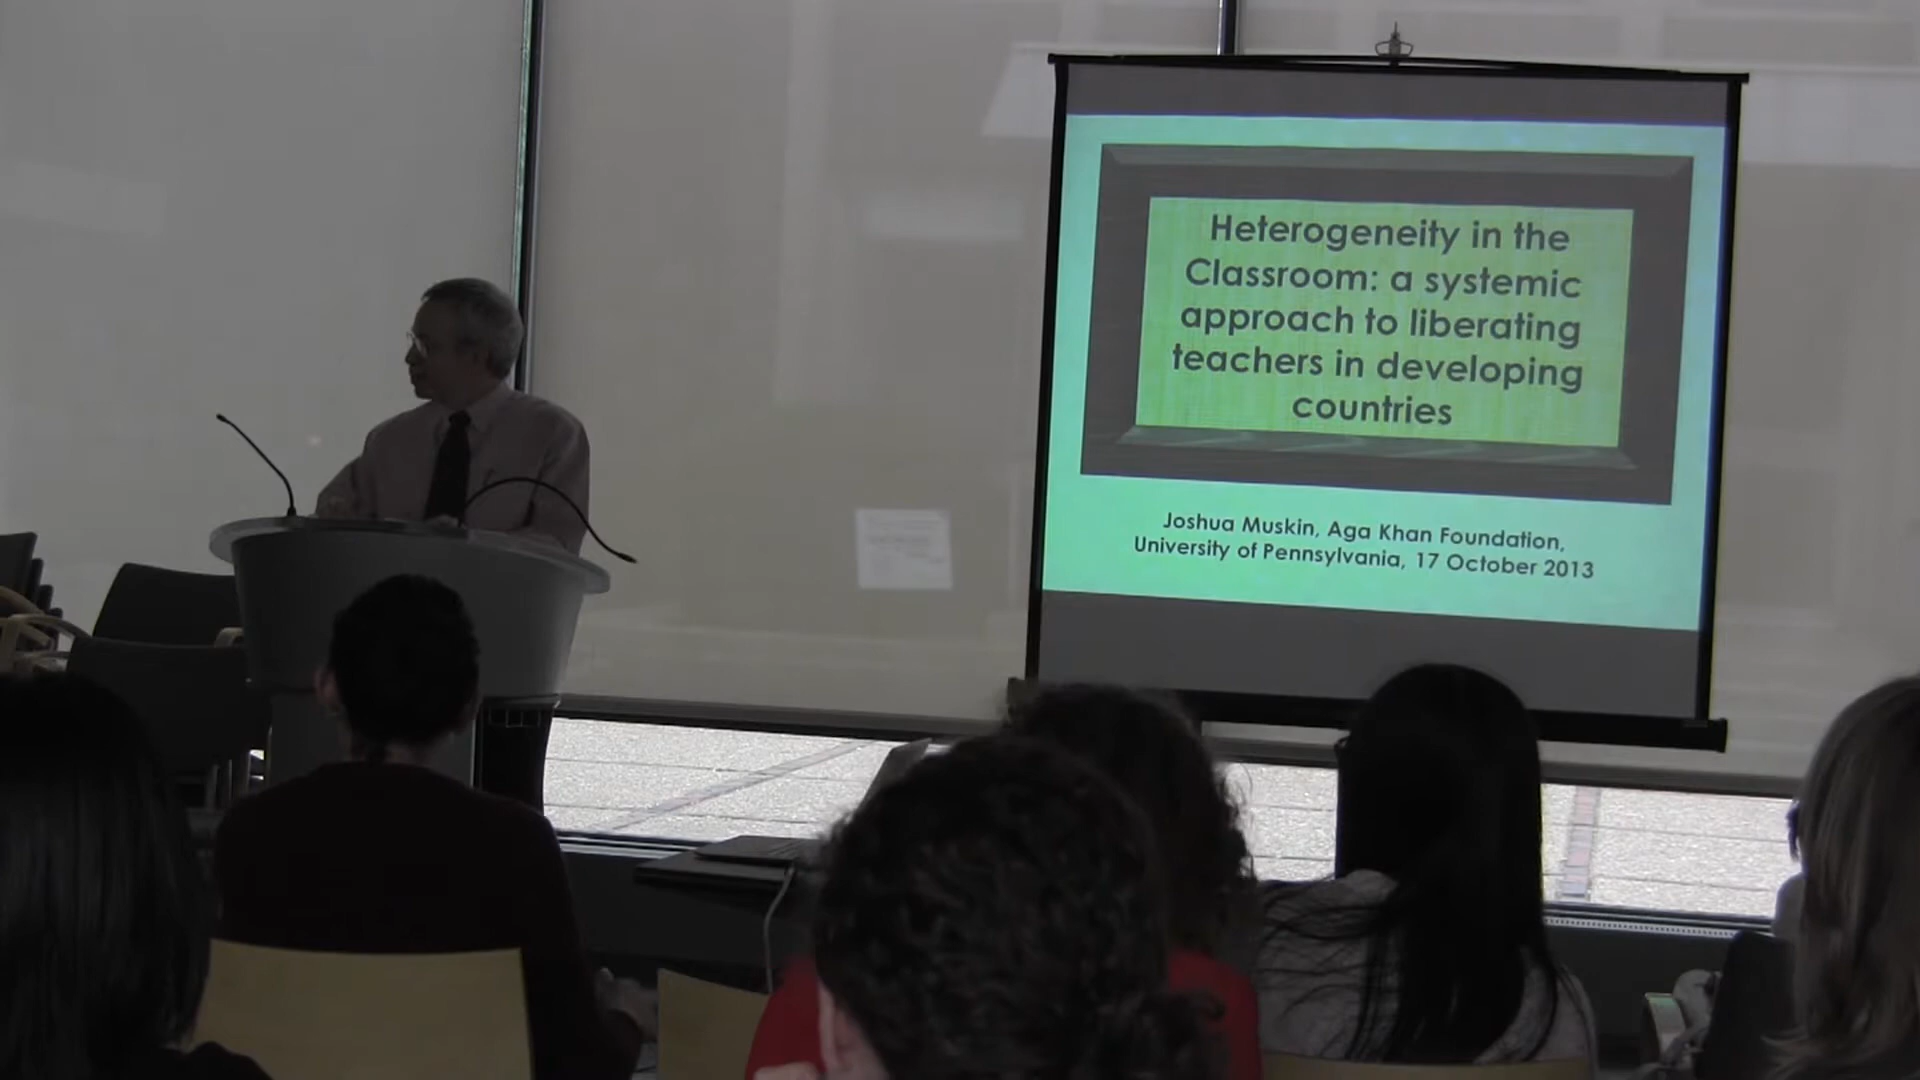 Heterogeneity in the
Classroom: a systemic
approach to liberating
teachers in developing
countries
Joshua Muskin, Aga Khan Foundation,
University of Pennsylvania, 17 October 2013